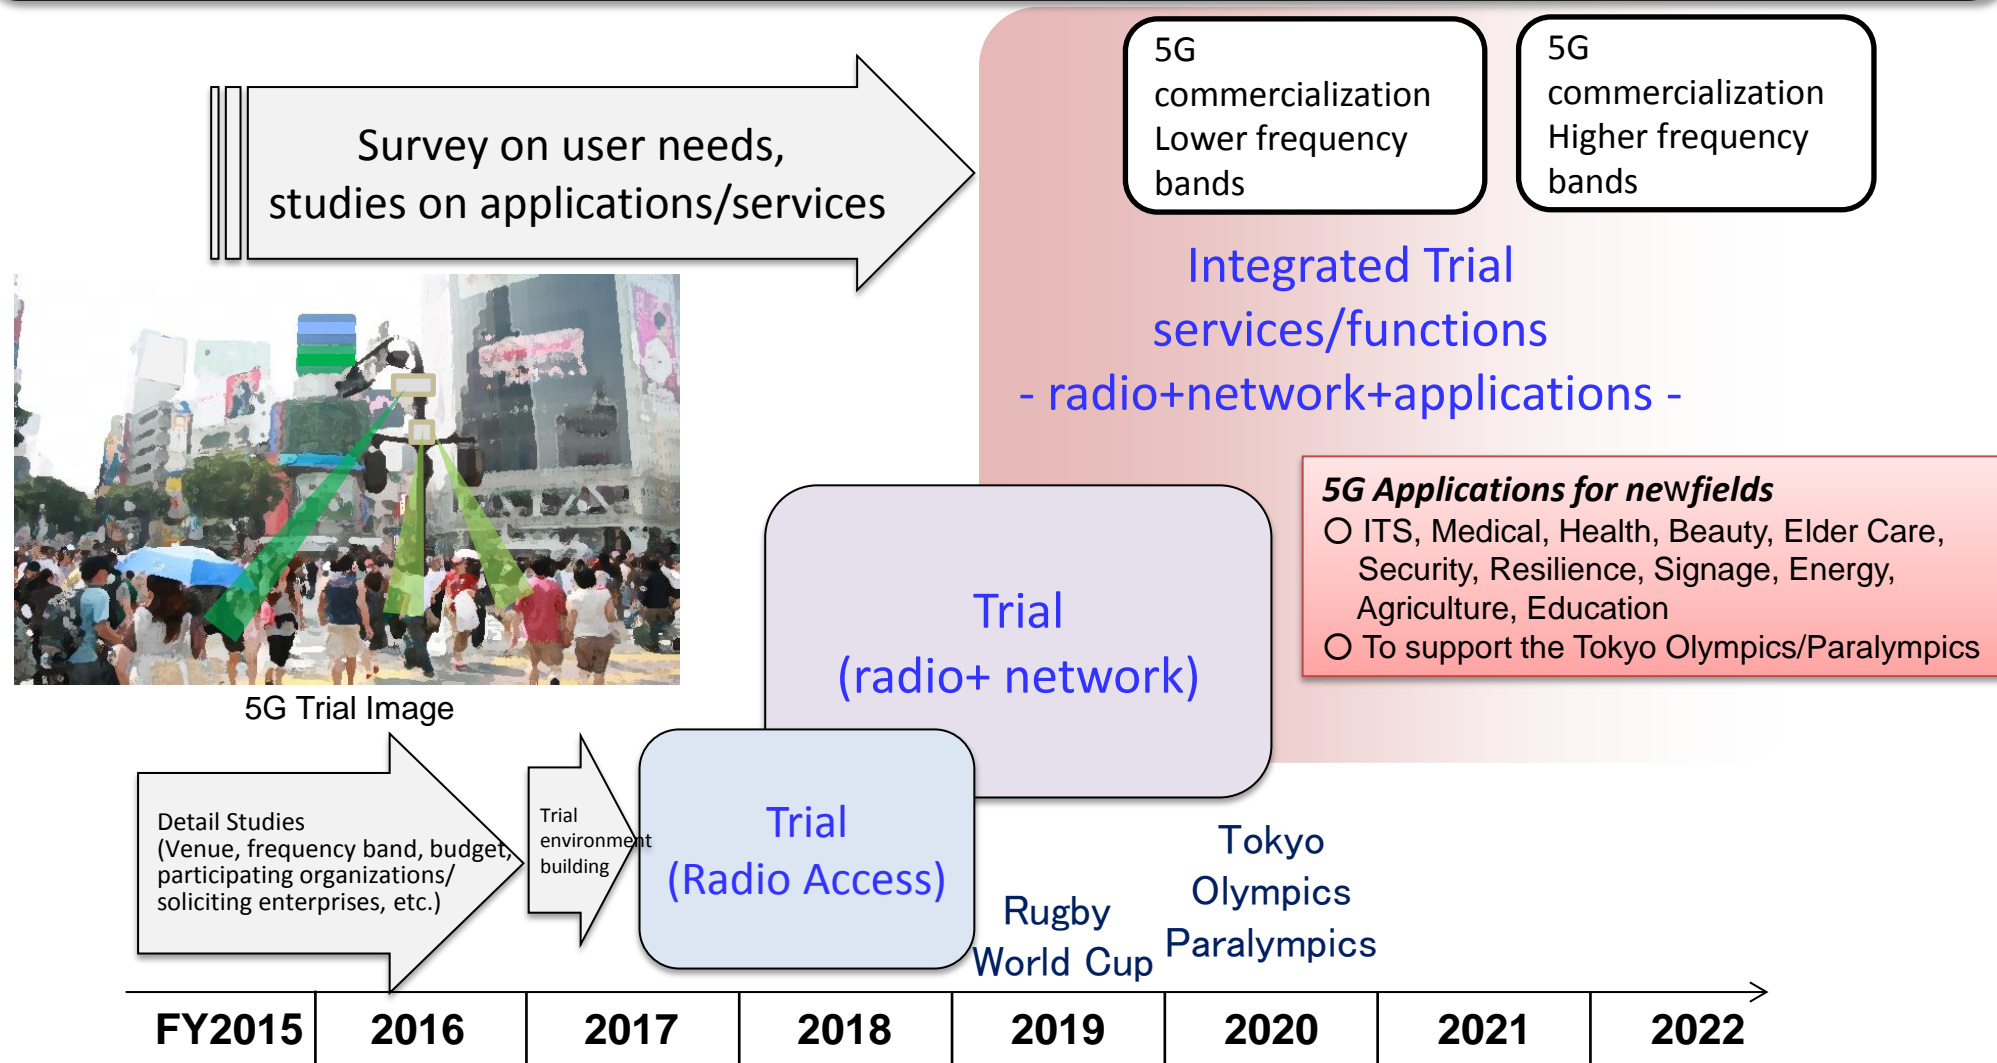 5G
commercialization
Lower frequency
bands
5G
commercialization
Higher frequency
bands
Survey on user needs,
studies on applications/services
Integrated Trial
services/functions
- radio+network+applications -
5G Applications for new fields
○ ITS, Medical, Health, Beauty, Elder Care,
Security, Resilience, Signage, Energy,
Agriculture, Education
○ To support the Tokyo Olympics/Paralympics
Trial
(radio+ network)
5G Trial Image
Detail Studies
(Venue, frequency band, budget,
participating organizations/
soliciting enterprises, etc.)
Trial
environment
building
Trial
(Radio Access)
Rugby
World Cup
Tokyo
Olympics
Paralympics
FY2015 2016 2017 2018 2019 2020 2021 2022